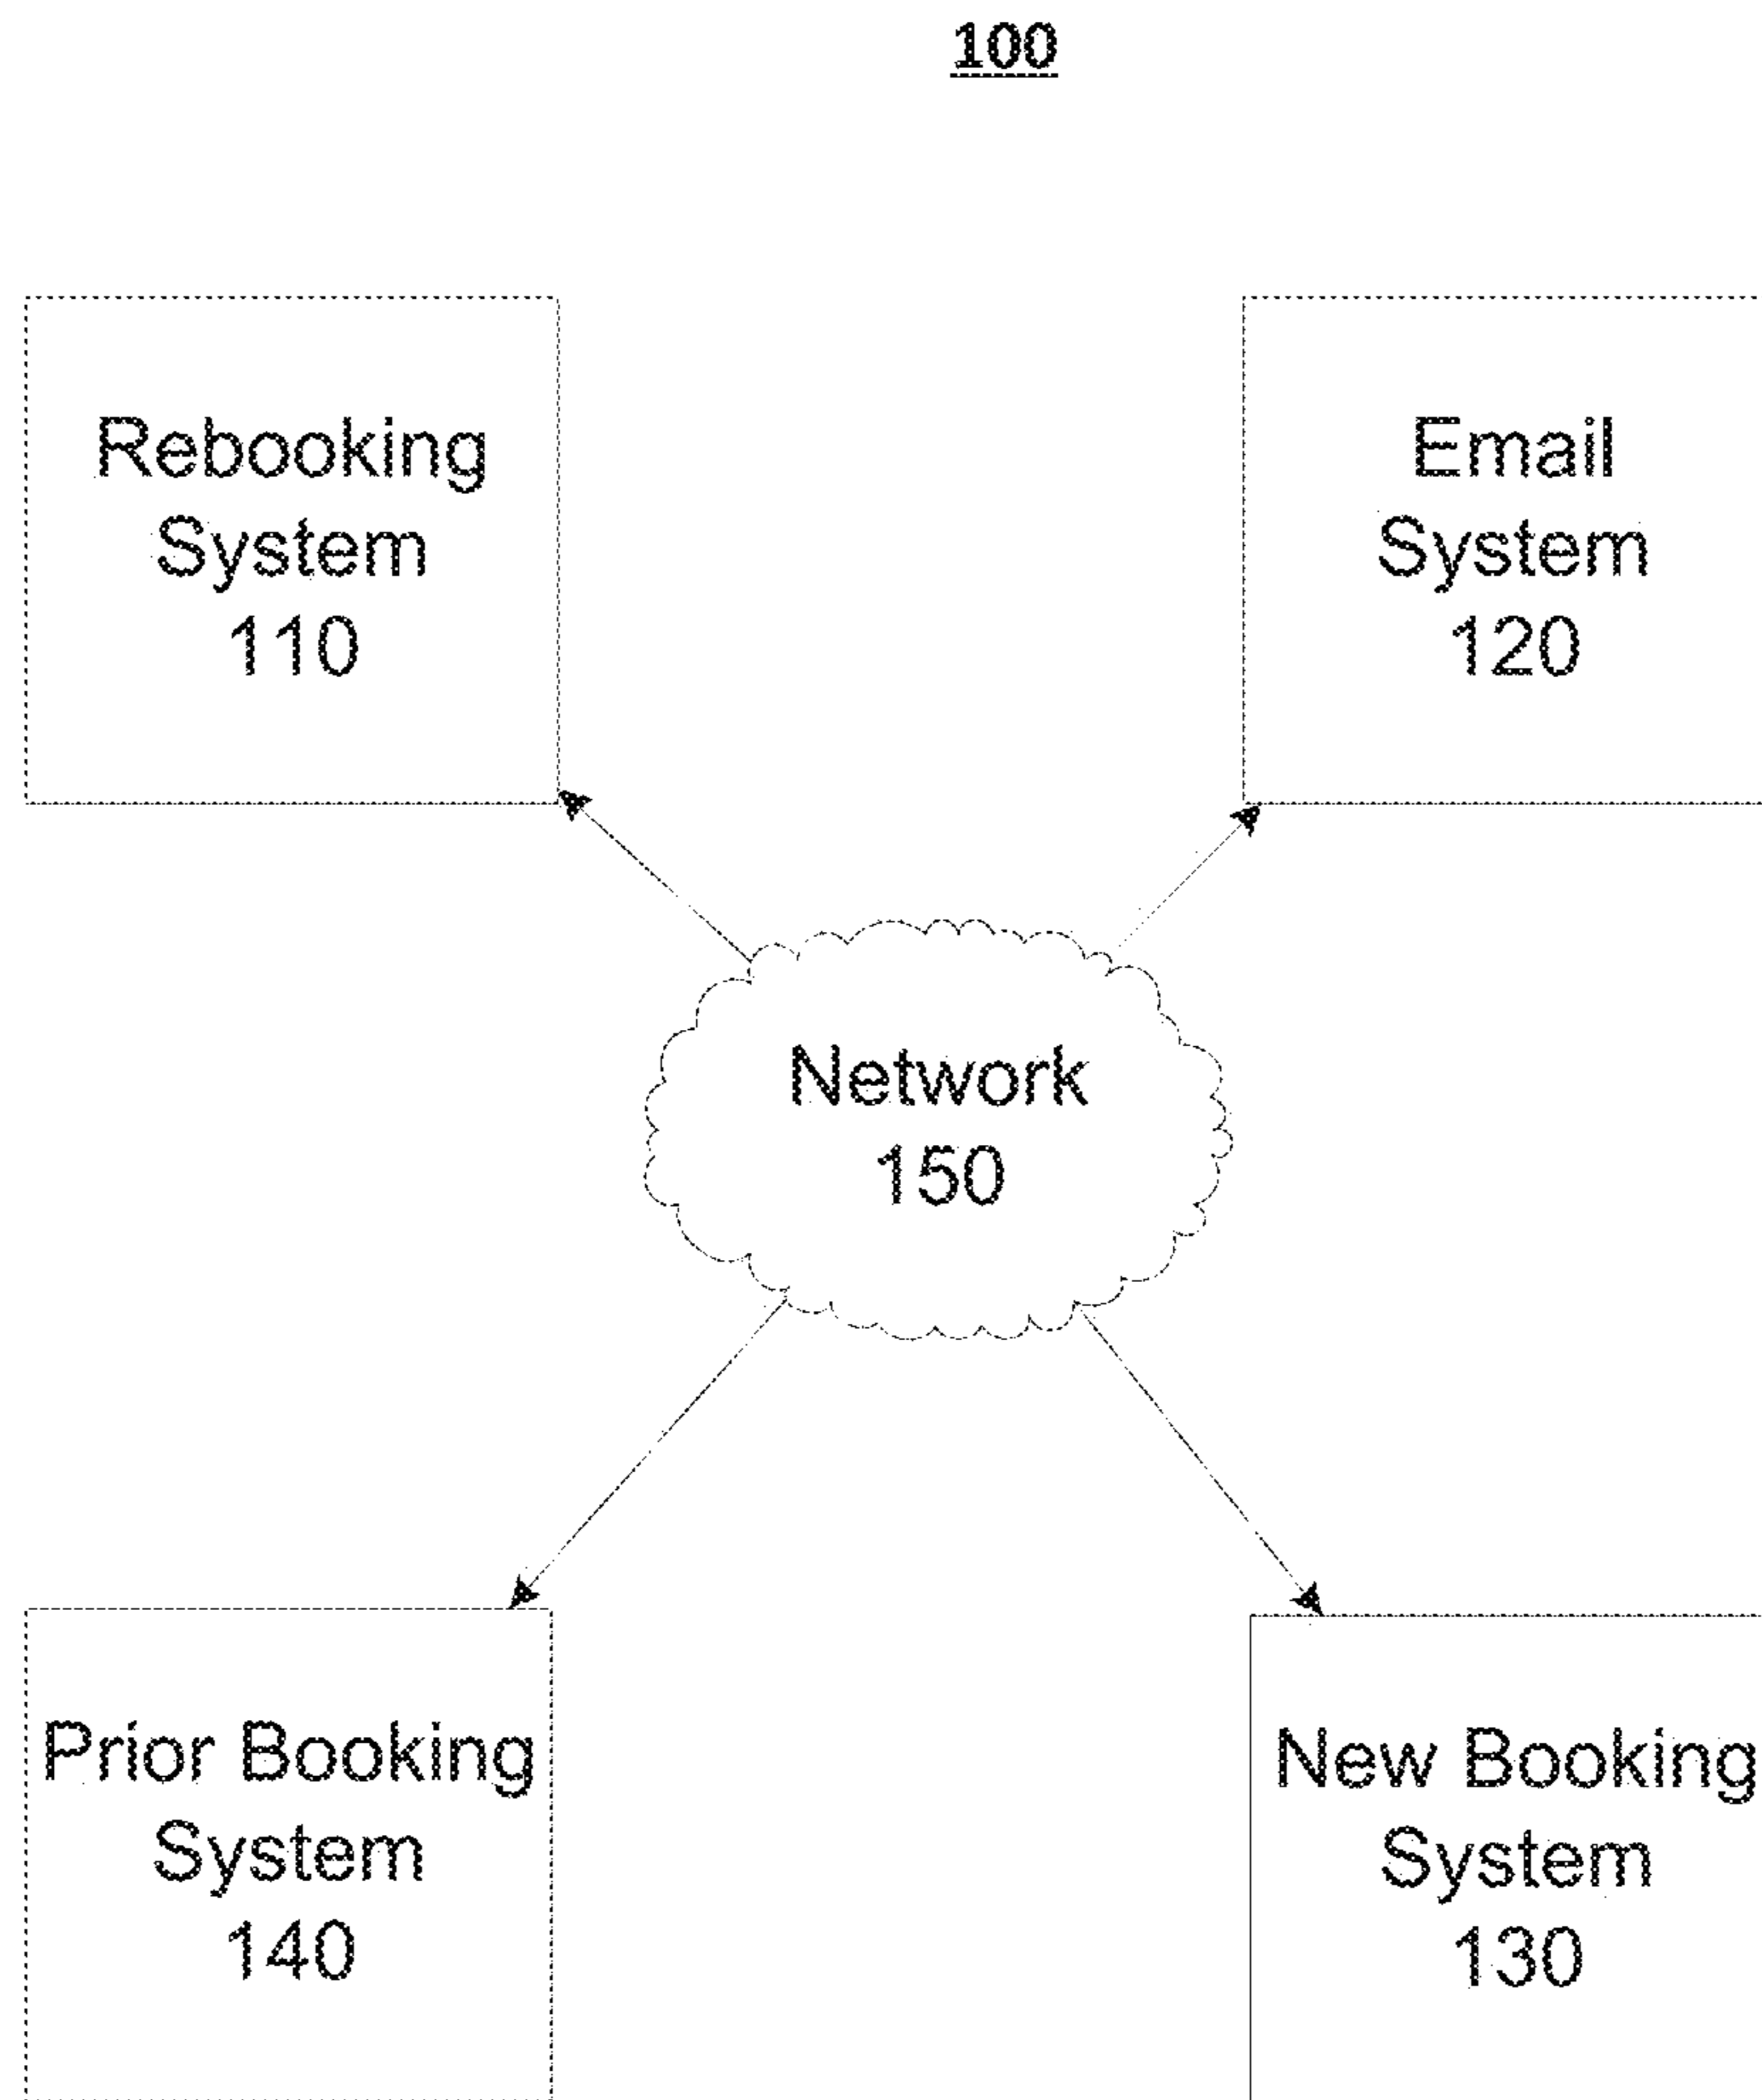 100
Rebooking
System
110
Email
System
120
Network
150
Prior Booking
System
140
New Booking
System
130